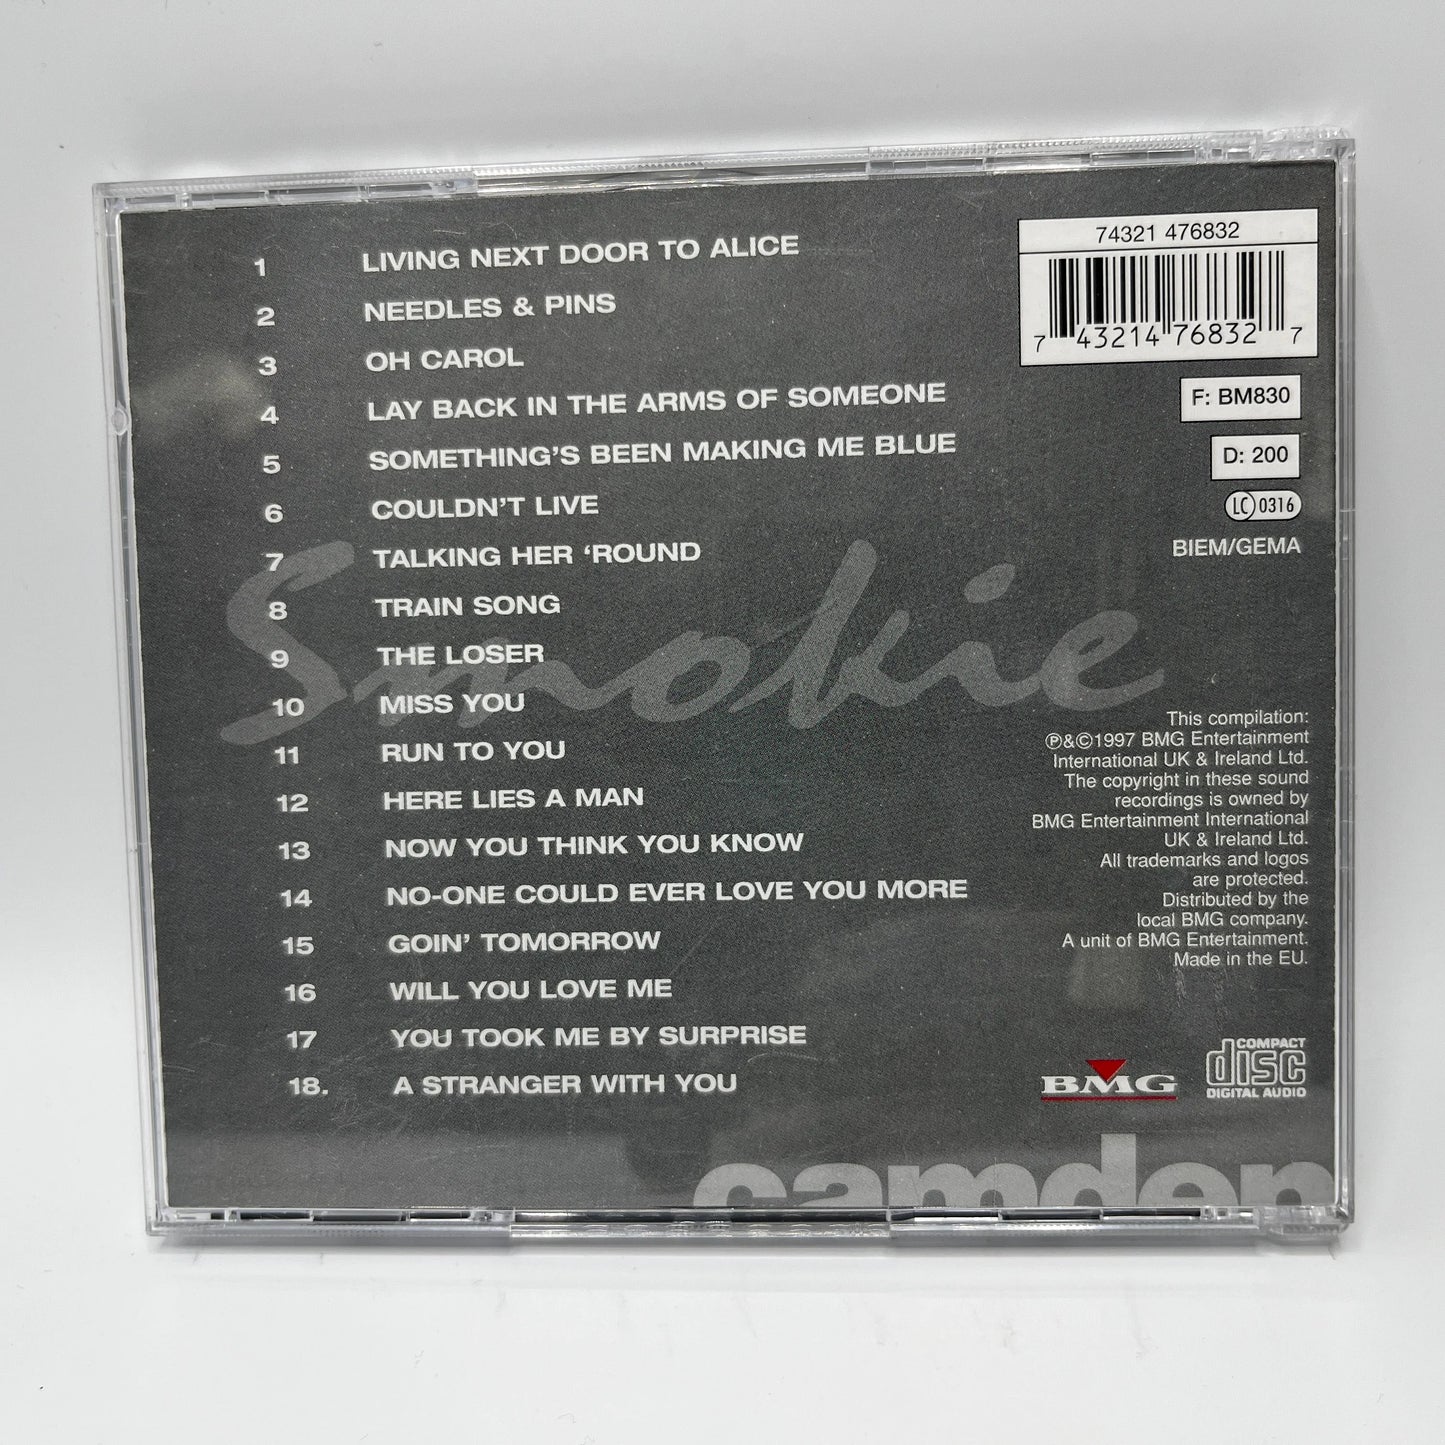 1 LIVING NEXT DOOR TO ALICE
2 NEEDLES & PINS
3 OH CAROL
4 LAY BACK IN THE ARMS OF SOMEONE
5 SOMETHING'S BEEN MAKING ME BLUE
6 COULDN'T LIVE
7 TALKING HER 'ROUND
8 TRAIN SONG
9 THE LOSER
10 MISS YOU
11 RUN TO YOU
12 HERE LIES A MAN
13 NOW YOU THINK YOU KNOW
14 NO-ONE COULD EVER LOVE YOU MORE
15 GOIN' TOMORROW
16 WILL YOU LOVE ME
17 YOU TOOK ME BY SURPRISE
18. A STRANGER WITH YOU
Smokie
74321 476832
7 43214 76832 7
F: BM830
D: 200
LC 0316
BIEM/GEMA
This compilation:
℗&©1997 BMG Entertainment
International UK & Ireland Ltd.
The copyright in these sound
recordings is owned by
BMG Entertainment International
UK & Ireland Ltd.
All trademarks and logos
are protected.
Distributed by the
local BMG company.
A unit of BMG Entertainment.
Made in the EU.
BMG
COMPACT
disc
DIGITAL AUDIO
camden